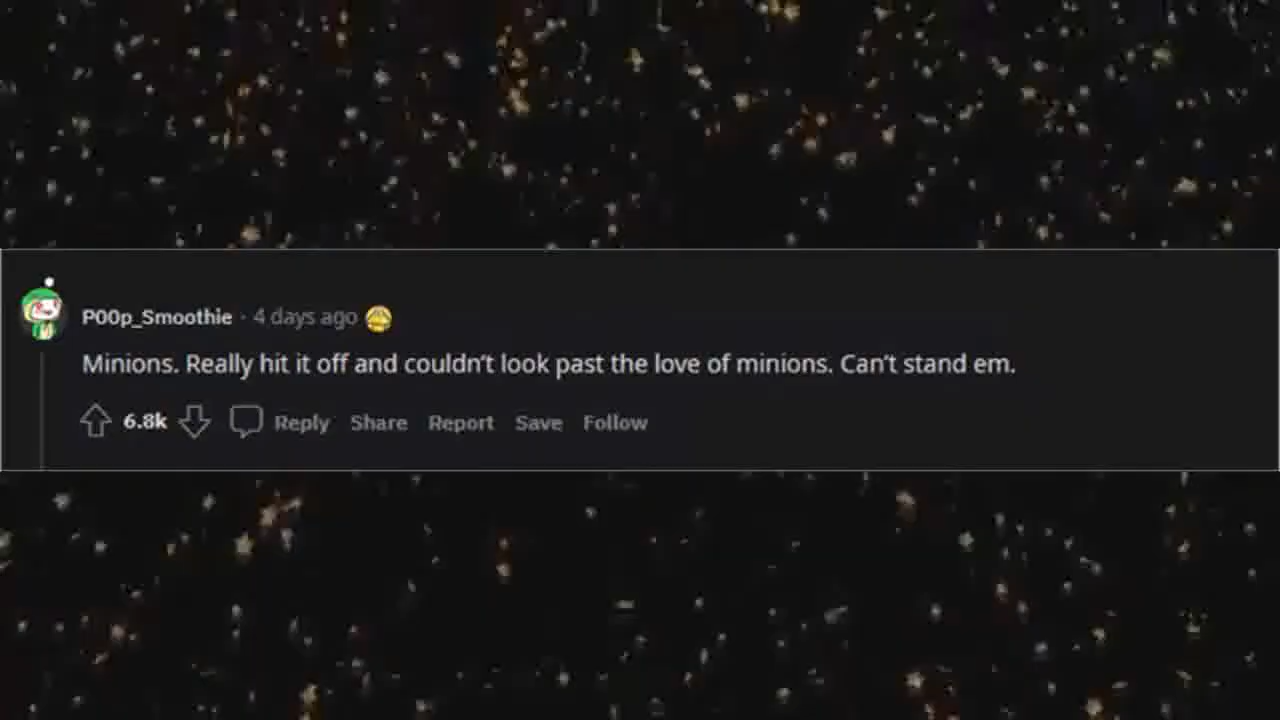 P00p_Smoothie · 4 days ago
Minions. Really hit it off and couldn't look past the love of minions. Can't stand em.
6.8k Reply Share Report Save Follow